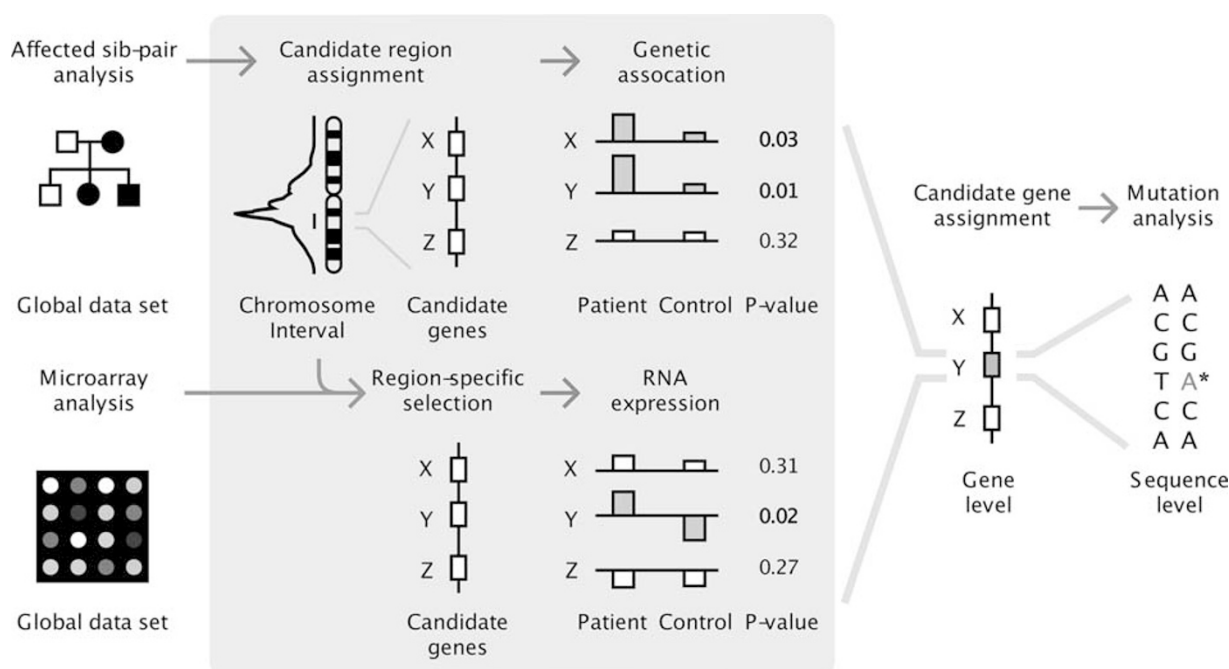 Affected sib-pair
analysis
Candidate region
assignment
Genetic
assocation
X
Y
Z
X
Y
Z
0.03
0.01
0.32
Global data set
Chromosome
Interval
Candidate
genes
Patient Control P-value
Microarray
analysis
Region-specific
selection
RNA
expression
X
Y
Z
X
Y
Z
0.31
0.02
0.27
Global data set
Candidate
genes
Patient Control P-value
Candidate gene
assignment
Mutation
analysis
X
Y
Z
A A
C C
G G
T A*
C C
A A
Gene
level
Sequence
level